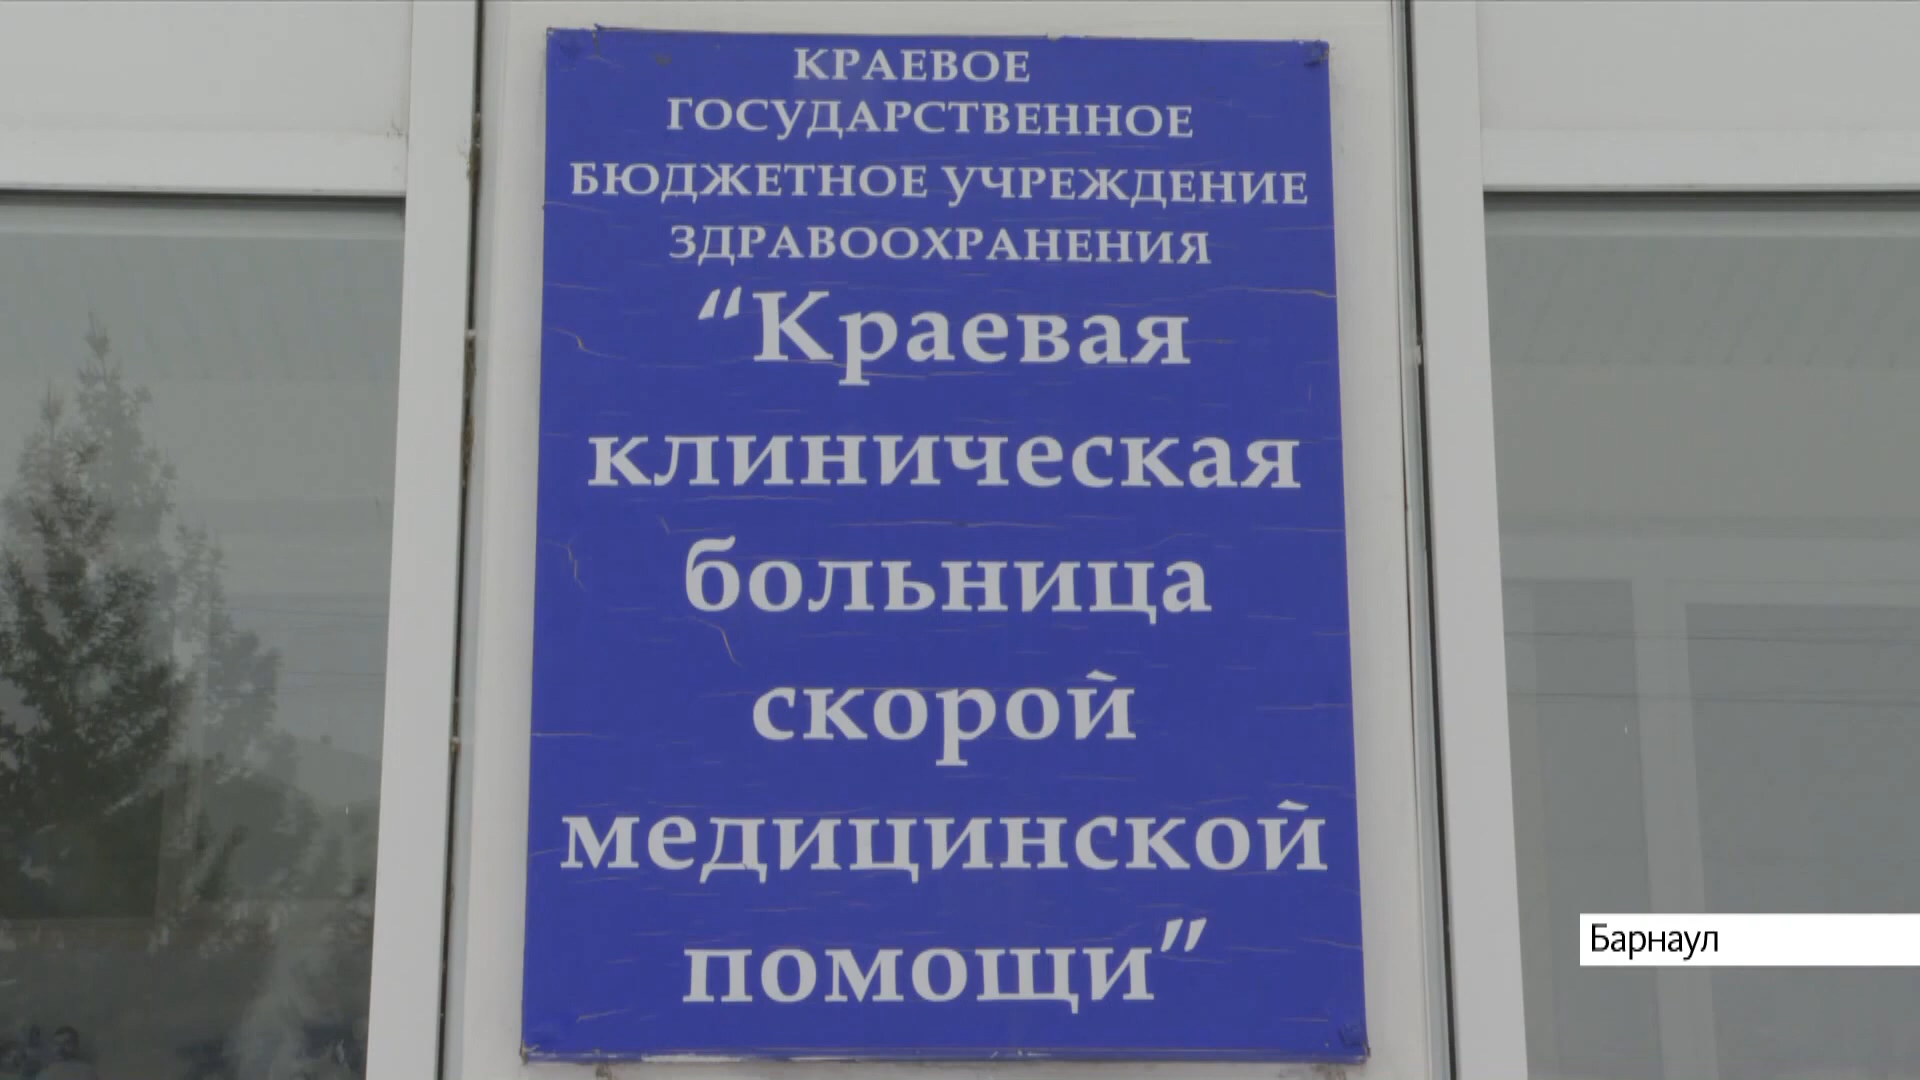 КРАЕВОЕ
ГОСУДАРСТВЕННОЕ
БЮДЖЕТНОЕ УЧРЕЖДЕНИЕ
ЗДРАВООХРАНЕНИЯ
“Краевая
клиническая
больница
скорой
медицинской
помощи”
Барнаул